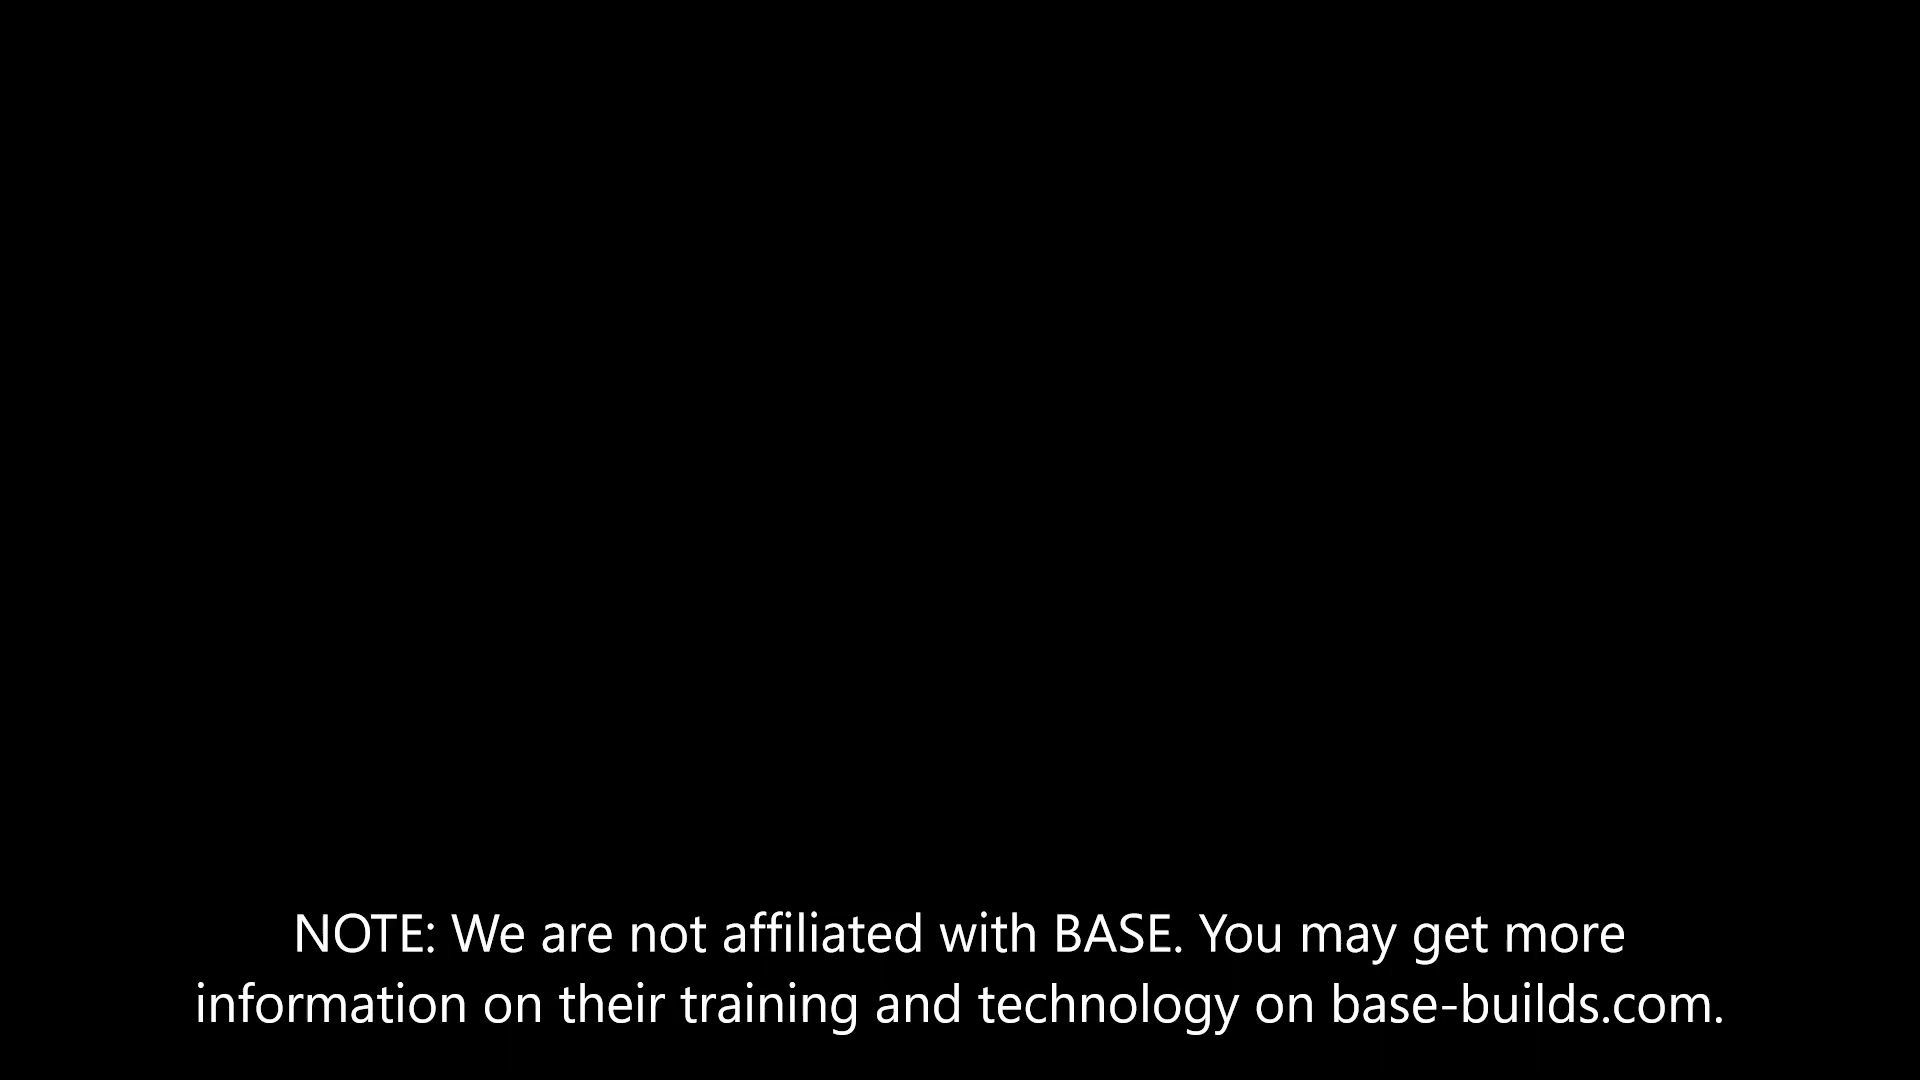 NOTE: We are not affiliated with BASE. You may get more
information on their training and technology on base-builds.com.